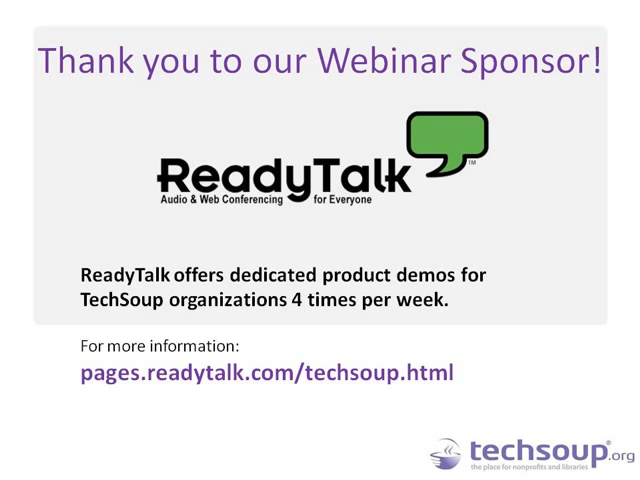 Thank you to our Webinar Sponsor!
ReadyTalk™
Audio & Web Conferencing for Everyone
ReadyTalk offers dedicated product demos for
TechSoup organizations 4 times per week.
For more information:
pages.readytalk.com/techsoup.html
techsoup®.org
the place for nonprofits and libraries